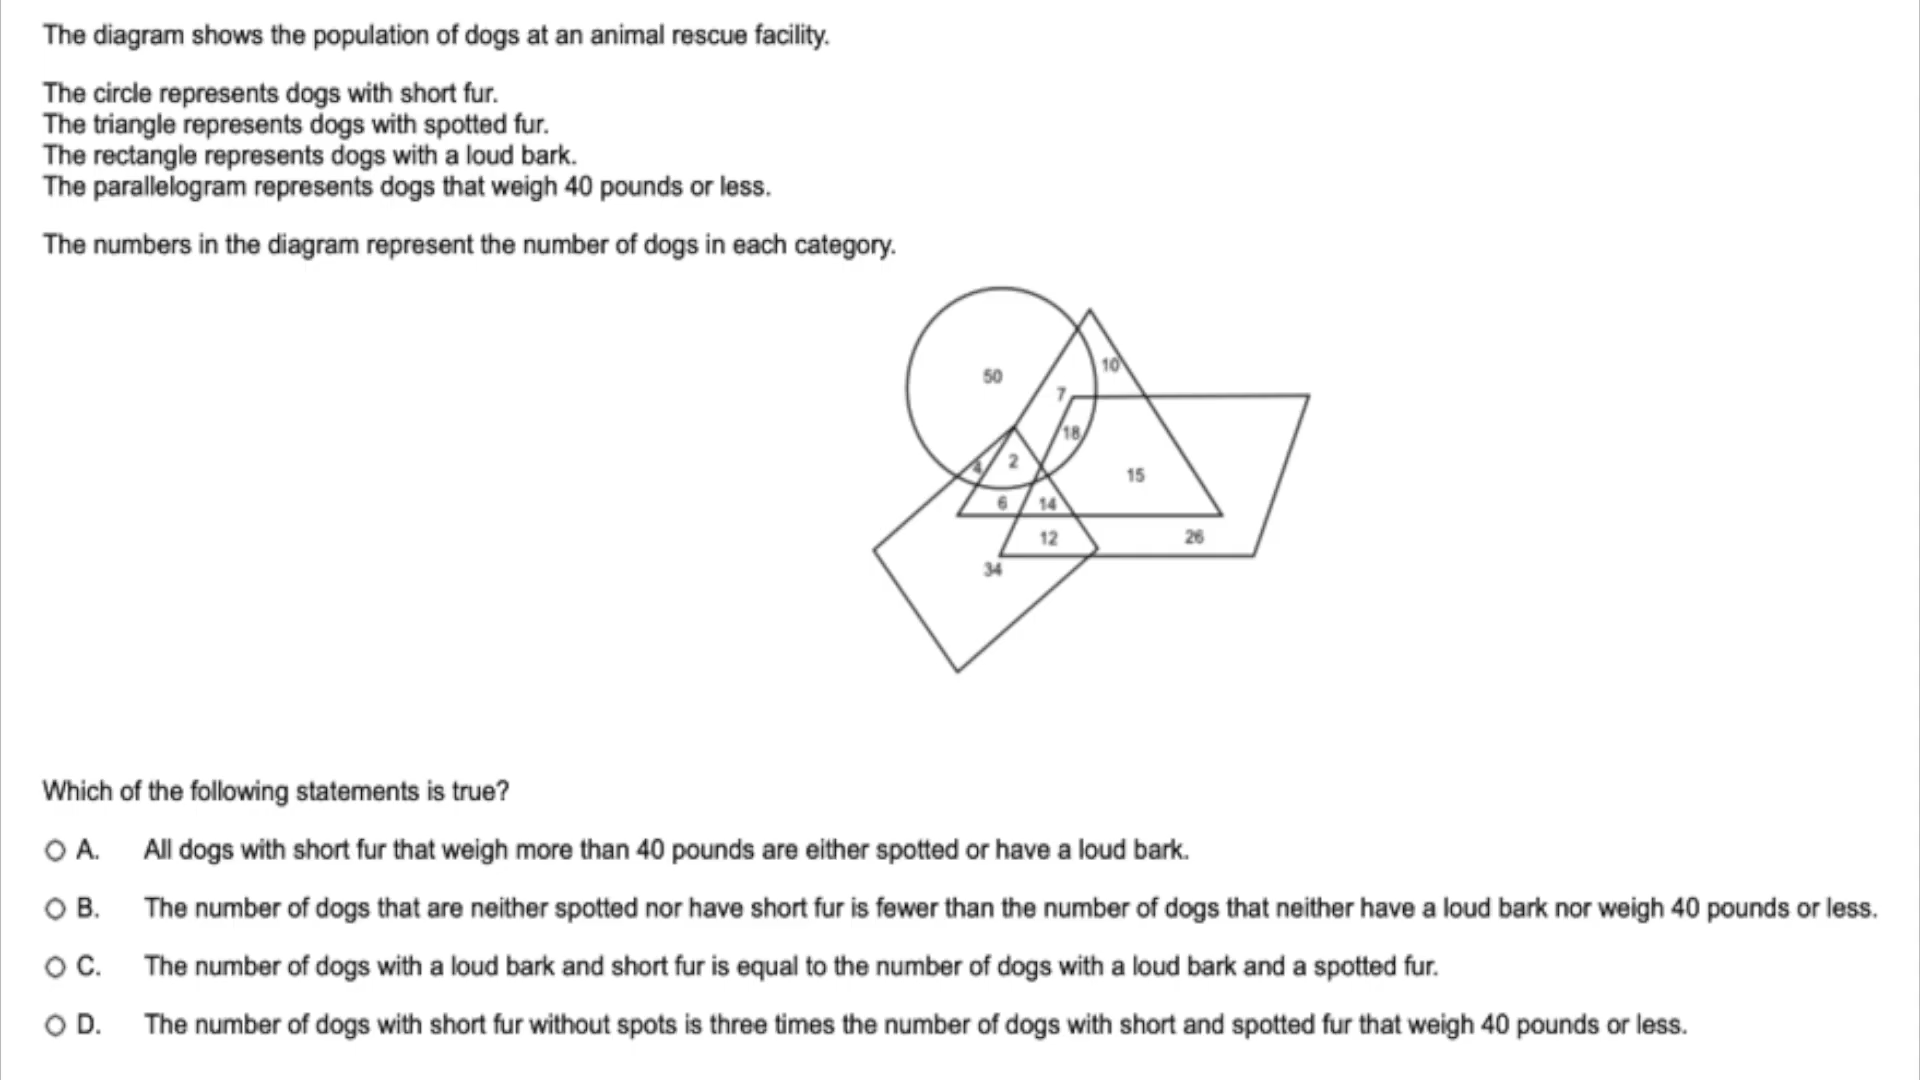 The diagram shows the population of dogs at an animal rescue facility.
The circle represents dogs with short fur.
The triangle represents dogs with spotted fur.
The rectangle represents dogs with a loud bark.
The parallelogram represents dogs that weigh 40 pounds or less.
The numbers in the diagram represent the number of dogs in each category.
10
50
7
18
4
2
15
6
14
12
26
34
Which of the following statements is true?
A. All dogs with short fur that weigh more than 40 pounds are either spotted or have a loud bark.
B. The number of dogs that are neither spotted nor have short fur is fewer than the number of dogs that neither have a loud bark nor weigh 40 pounds or less.
C. The number of dogs with a loud bark and short fur is equal to the number of dogs with a loud bark and a spotted fur.
D. The number of dogs with short fur without spots is three times the number of dogs with short and spotted fur that weigh 40 pounds or less.